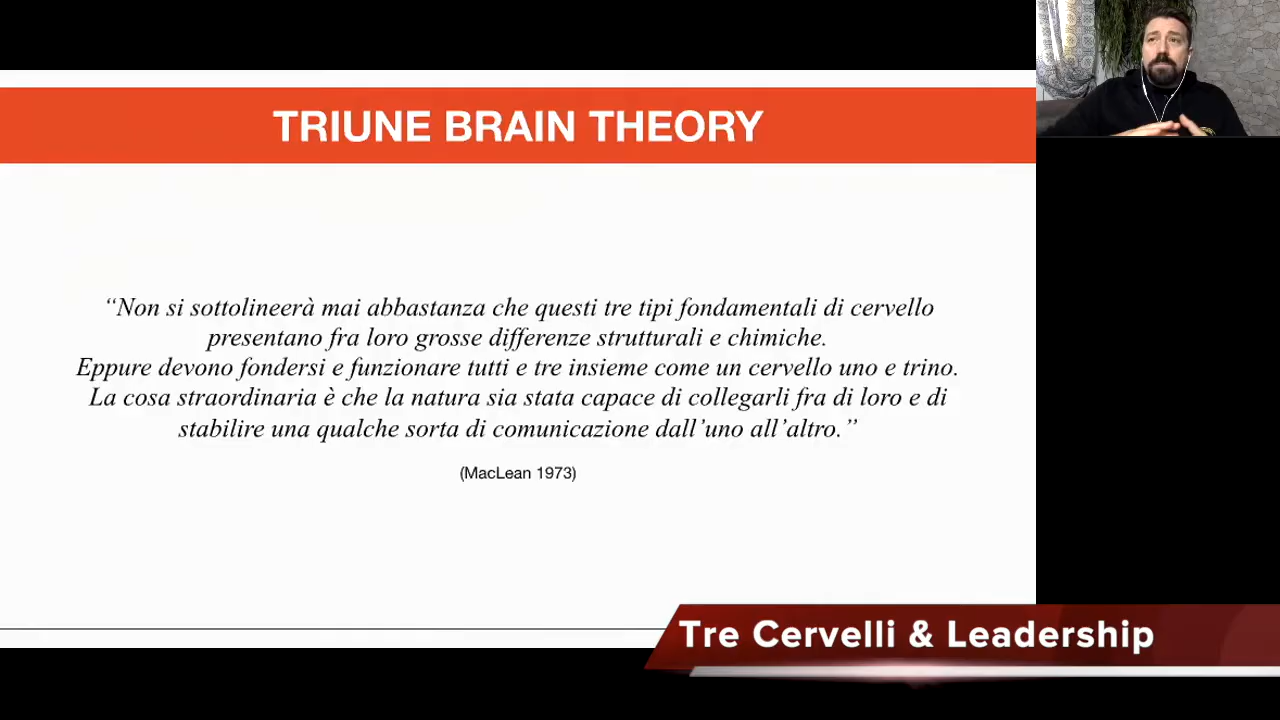 TRIUNE BRAIN THEORY
“Non si sottolineerà mai abbastanza che questi tre tipi fondamentali di cervello
presentano fra loro grosse differenze strutturali e chimiche.
Eppure devono fondersi e funzionare tutti e tre insieme come un cervello uno e trino.
La cosa straordinaria è che la natura sia stata capace di collegarli fra di loro e di
stabilire una qualche sorta di comunicazione dall’uno all’altro.”
(MacLean 1973)
Tre Cervelli & Leadership